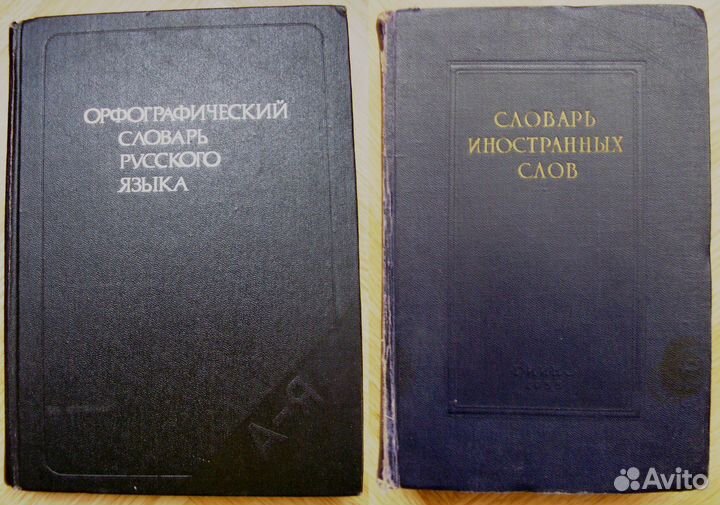 ОРФОГРАФИЧЕСКИЙ
СЛОВАРЬ
РУССКОГО
ЯЗЫКА
А–Я
СЛОВАРЬ
ИНОСТРАННЫХ
СЛОВ
Avito